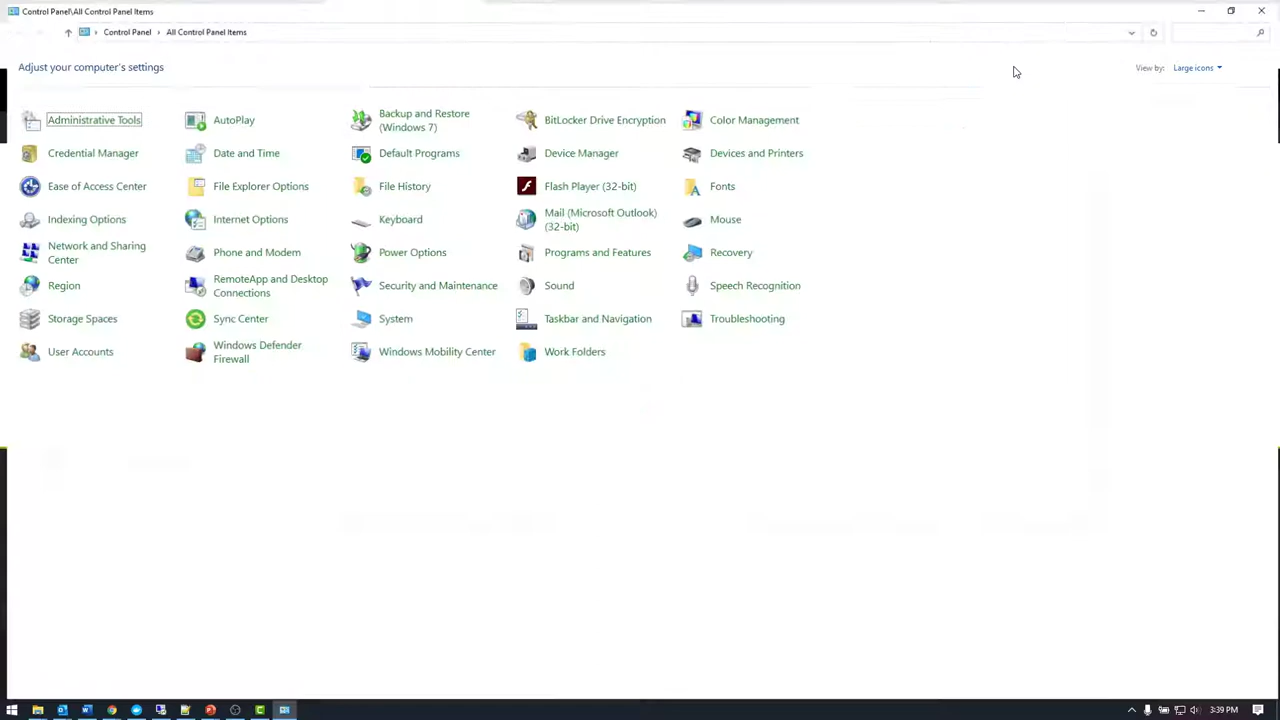 Control Panel\All Control Panel Items
Control Panel > All Control Panel Items
Adjust your computer's settings
View by: Large icons
Administrative Tools
AutoPlay
Backup and Restore
(Windows 7)
BitLocker Drive Encryption
Color Management
Credential Manager
Date and Time
Default Programs
Device Manager
Devices and Printers
Ease of Access Center
File Explorer Options
File History
Flash Player (32-bit)
Fonts
Indexing Options
Internet Options
Keyboard
Mail (Microsoft Outlook)
(32-bit)
Mouse
Network and Sharing
Center
Phone and Modem
Power Options
Programs and Features
Recovery
Region
RemoteApp and Desktop
Connections
Security and Maintenance
Sound
Speech Recognition
Storage Spaces
Sync Center
System
Taskbar and Navigation
Troubleshooting
User Accounts
Windows Defender
Firewall
Windows Mobility Center
Work Folders
3:39 PM